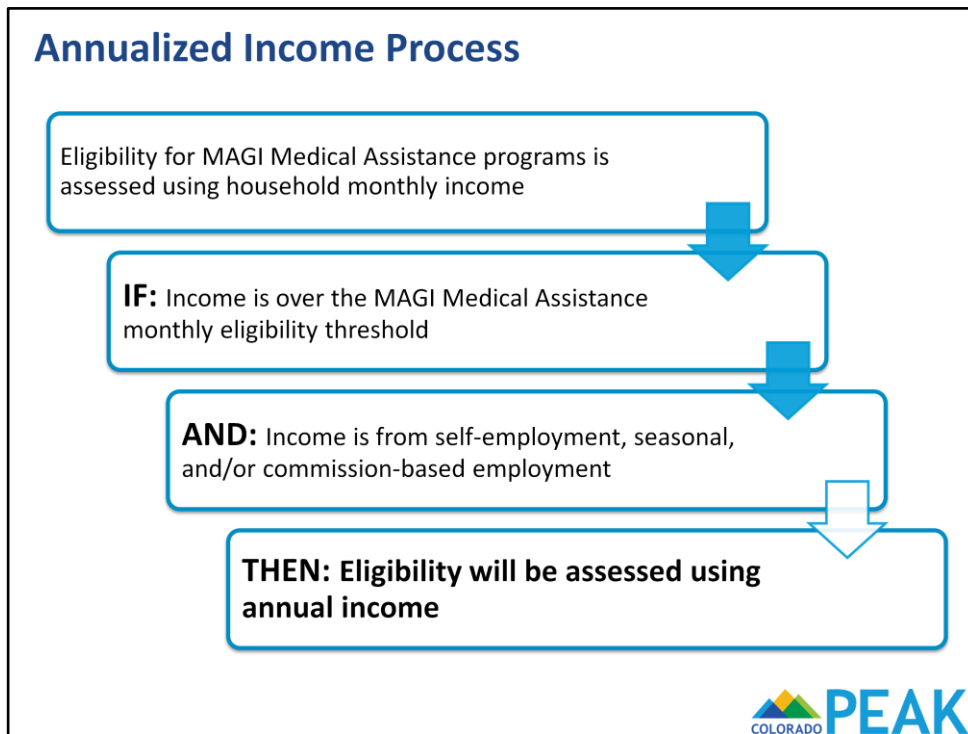 Annualized Income Process
Eligibility for MAGI Medical Assistance programs is
assessed using household monthly income
IF: Income is over the MAGI Medical Assistance
monthly eligibility threshold
AND: Income is from self-employment, seasonal,
and/or commission-based employment
THEN: Eligibility will be assessed using
annual income
COLORADO PEAK